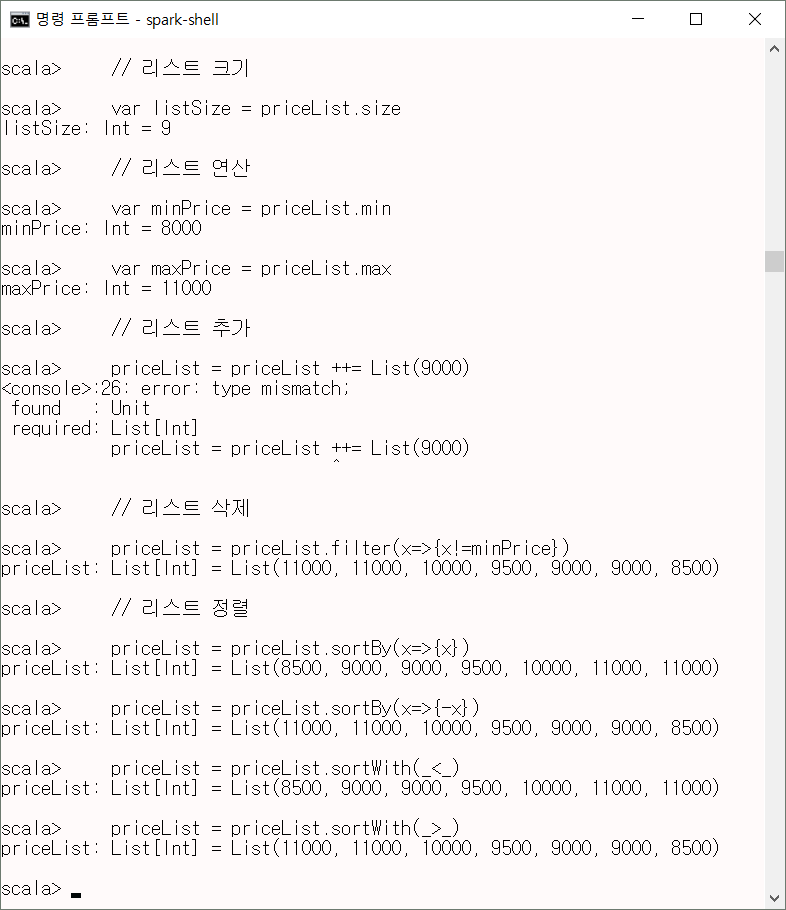 명령 프롬프트 - spark-shell
scala>     // 리스트 크기
scala>     var listSize = priceList.size
listSize: Int = 9
scala>     // 리스트 연산
scala>     var minPrice = priceList.min
minPrice: Int = 8000
scala>     var maxPrice = priceList.max
maxPrice: Int = 11000
scala>     // 리스트 추가
scala>     priceList = priceList ++= List(9000)
<console>:26: error: type mismatch;
 found   : Unit
 required: List[Int]
           priceList = priceList ++= List(9000)
                                 ^
scala>     // 리스트 삭제
scala>     priceList = priceList.filter(x=>{x!=minPrice})
priceList: List[Int] = List(11000, 11000, 10000, 9500, 9000, 9000, 8500)
scala>     // 리스트 정렬
scala>     priceList = priceList.sortBy(x=>{x})
priceList: List[Int] = List(8500, 9000, 9000, 9500, 10000, 11000, 11000)
scala>     priceList = priceList.sortBy(x=>{-x})
priceList: List[Int] = List(11000, 11000, 10000, 9500, 9000, 9000, 8500)
scala>     priceList = priceList.sortWith(_<_)
priceList: List[Int] = List(8500, 9000, 9000, 9500, 10000, 11000, 11000)
scala>     priceList = priceList.sortWith(_>_)
priceList: List[Int] = List(11000, 11000, 10000, 9500, 9000, 9000, 8500)
scala>